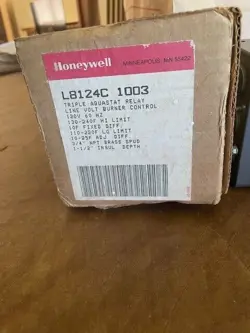 Honeywell
MINNEAPOLIS, MN 55422
L8124C 1003
TRIPLE AQUASTAT RELAY
LINE VOLT BURNER CONTROL
120V 60 HZ
130-240F HI LIMIT
10F FIXED DIFF.
110-200F LO LIMIT
10-25F ADJ DIFF.
3/4" NPT BRASS SPUD
1-1/2" INSUL DEPTH